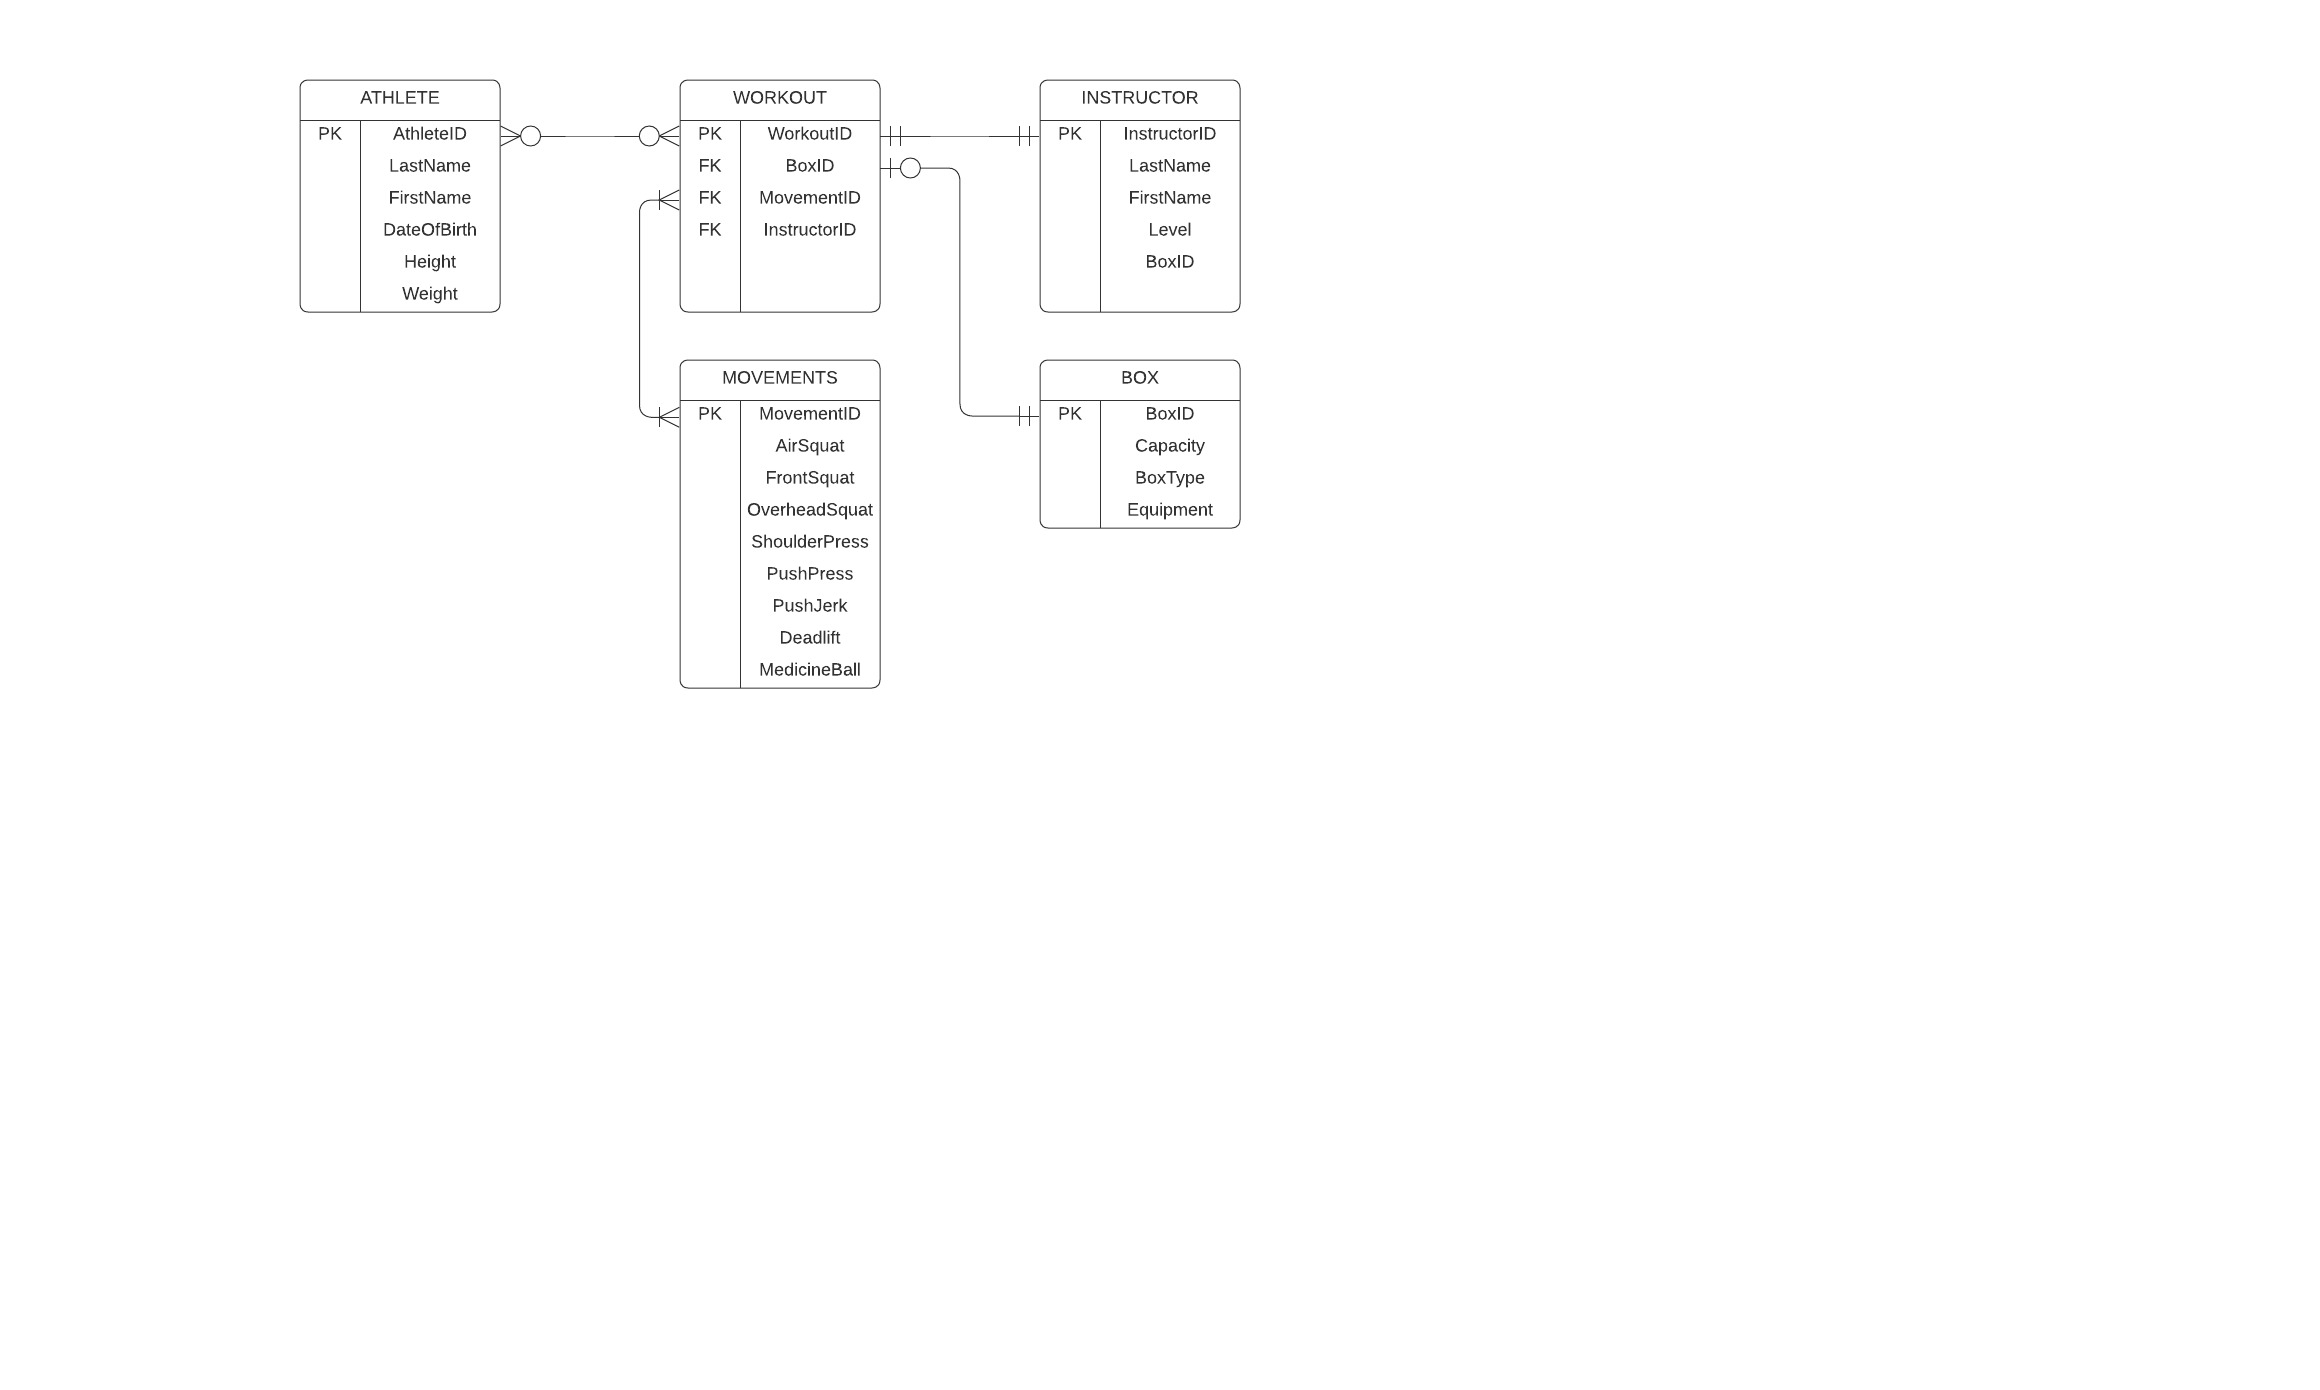 ATHLETE
PK AthleteID
LastName
FirstName
DateOfBirth
Height
Weight
WORKOUT
PK WorkoutID
FK BoxID
FK MovementID
FK InstructorID
INSTRUCTOR
PK InstructorID
LastName
FirstName
Level
BoxID
MOVEMENTS
PK MovementID
AirSquat
FrontSquat
OverheadSquat
ShoulderPress
PushPress
PushJerk
Deadlift
MedicineBall
BOX
PK BoxID
Capacity
BoxType
Equipment